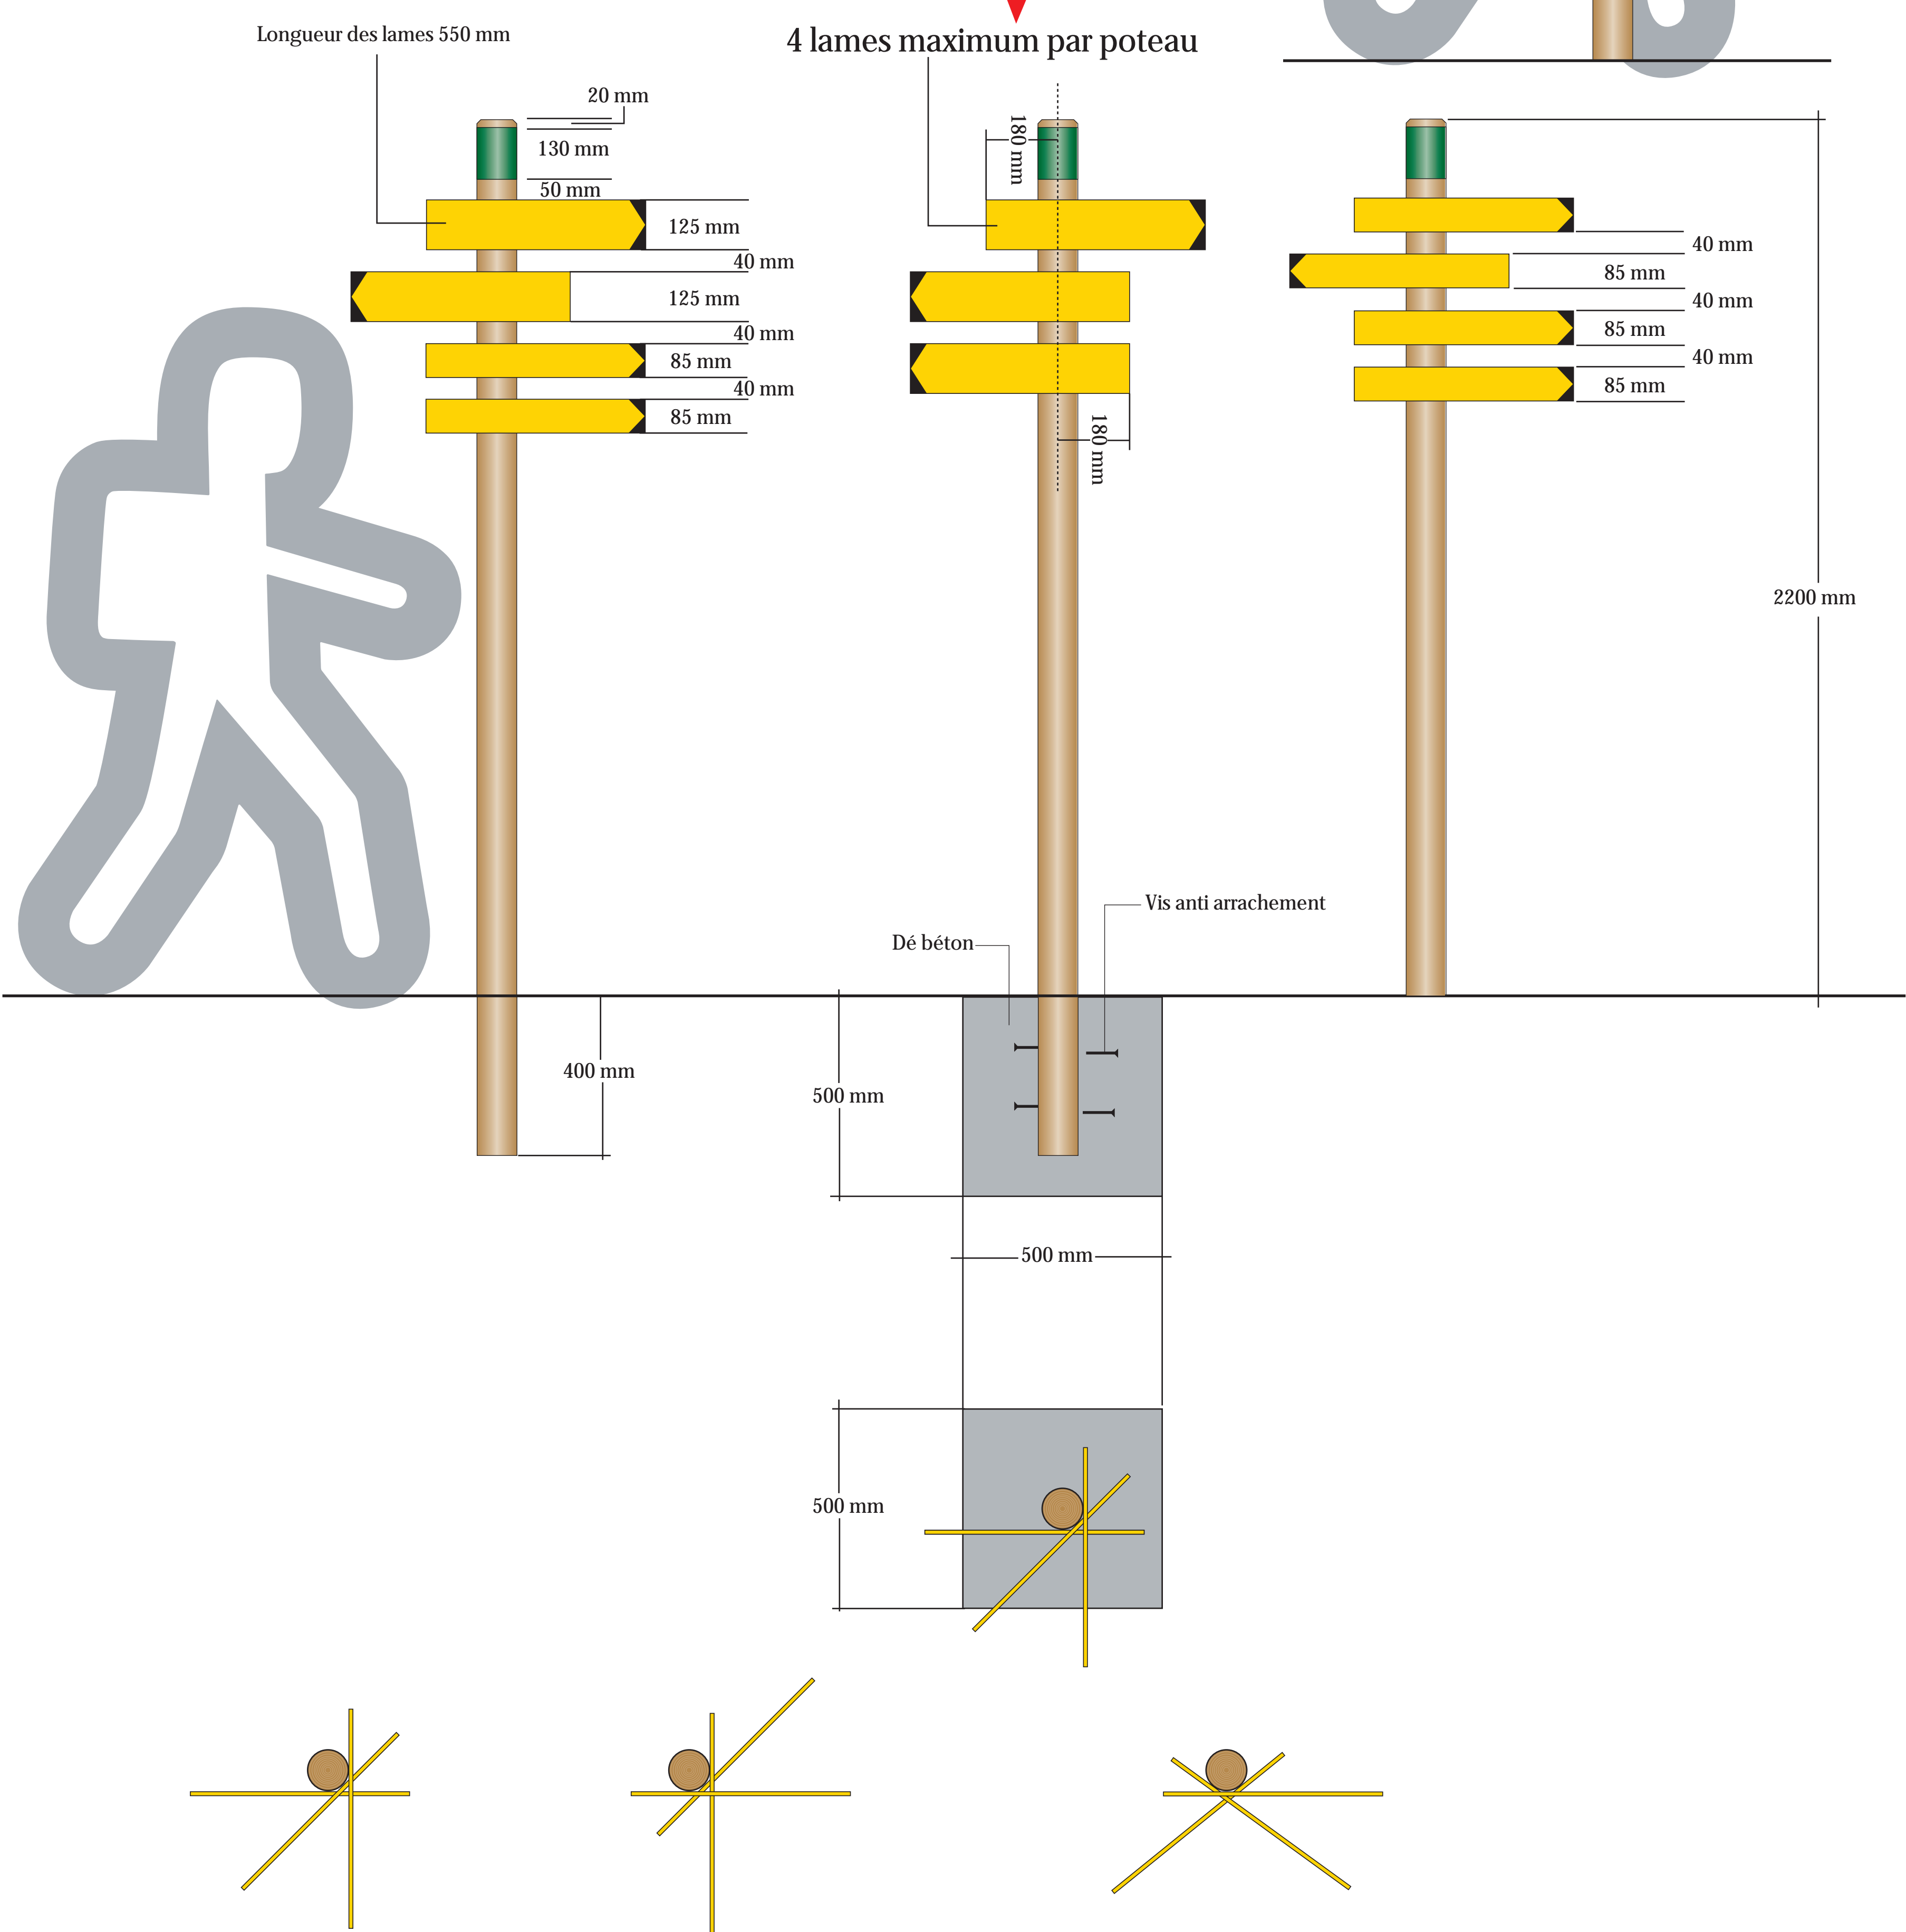 Longueur des lames 550 mm
4 lames maximum par poteau
20 mm
130 mm
50 mm
125 mm
40 mm
125 mm
40 mm
85 mm
40 mm
85 mm
180 mm
180 mm
40 mm
85 mm
40 mm
85 mm
40 mm
85 mm
2200 mm
Vis anti arrachement
Dé béton
400 mm
500 mm
500 mm
500 mm